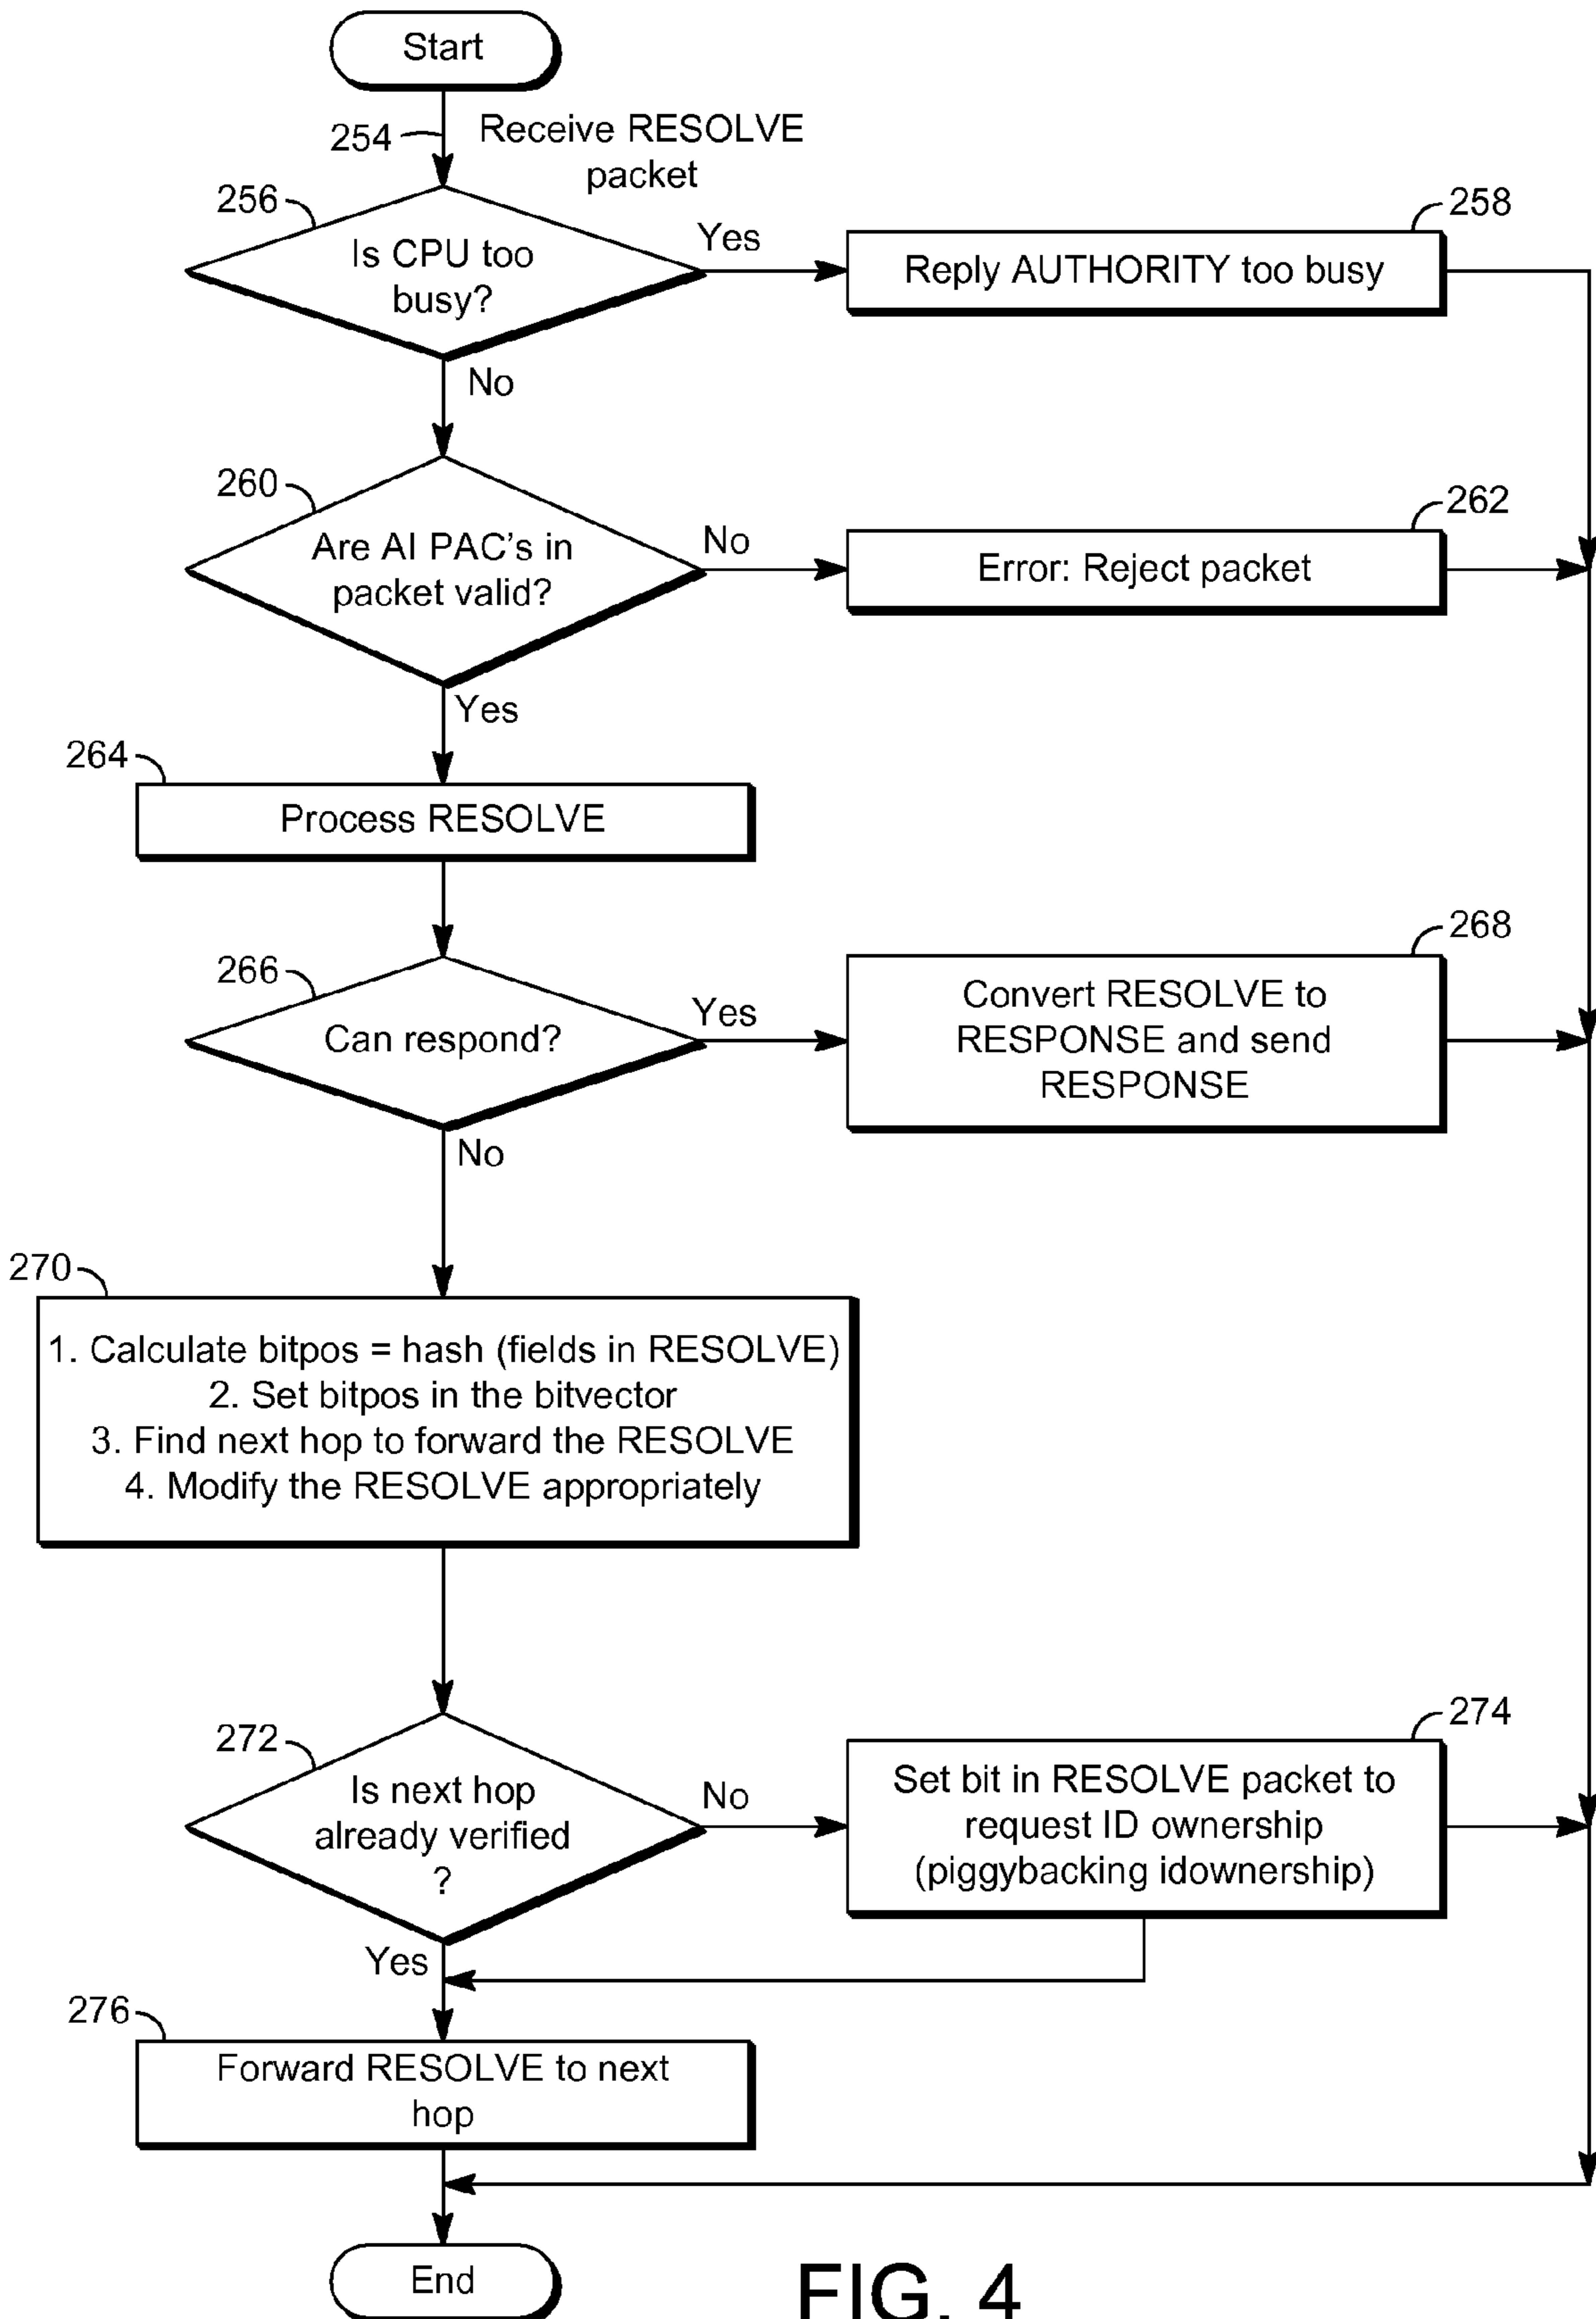 Start
254
Receive RESOLVE
packet
256
Is CPU too
busy?
Yes
258
Reply AUTHORITY too busy
No
260
Are AI PAC's in
packet valid?
No
262
Error: Reject packet
Yes
264
Process RESOLVE
266
Can respond?
Yes
268
Convert RESOLVE to
RESPONSE and send
RESPONSE
No
270
1. Calculate bitpos = hash (fields in RESOLVE)
2. Set bitpos in the bitvector
3. Find next hop to forward the RESOLVE
4. Modify the RESOLVE appropriately
272
Is next hop
already verified
?
No
274
Set bit in RESOLVE packet to
request ID ownership
(piggybacking idownership)
Yes
276
Forward RESOLVE to next
hop
End
FIG. 4